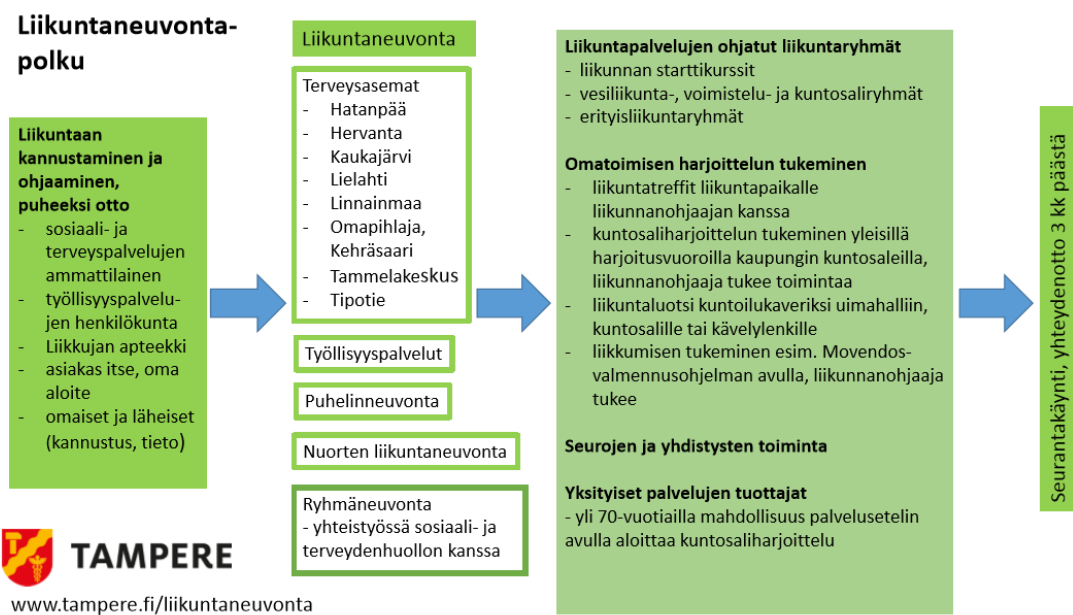 Liikuntaneuvonta-
polku
Liikuntaan
kannustaminen ja
ohjaaminen,
puheeksi otto
- sosiaali- ja
terveyspalvelujen
ammattilainen
- työllisyyspalvelu-
jen henkilökunta
- Liikkujan apteekki
- asiakas itse, oma
aloite
- omaiset ja läheiset
(kannustus, tieto)
Liikuntaneuvonta
Terveysasemat
- Hatanpää
- Hervanta
- Kaukajärvi
- Lielahti
- Linnainmaa
- Omapihlaja,
Kehräsaari
- Tammelakeskus
- Tipotie
Työllisyyspalvelut
Puhelinneuvonta
Nuorten liikuntaneuvonta
Ryhmäneuvonta
- yhteistyössä sosiaali- ja
terveydenhuollon kanssa
Liikuntapalvelujen ohjatut liikuntaryhmät
- liikunnan starttikurssit
- vesiliikunta-, voimistelu- ja kuntosaliryhmät
- erityisliikuntaryhmät
Omatoimisen harjoittelun tukeminen
- liikuntatreffit liikuntapaikalle
liikunnanohjaajan kanssa
- kuntosaliharjoittelun tukeminen yleisillä
harjoitusvuoroilla kaupungin kuntosaleilla,
liikunnanohjaaja tukee toimintaa
- liikuntaluotsi kuntoilukaveriksi uimahalliin,
kuntosalille tai kävelylenkille
- liikkumisen tukeminen esim. Movendos-
valmennusohjelman avulla, liikunnanohjaaja
tukee
Seurojen ja yhdistysten toiminta
Yksityiset palvelujen tuottajat
- yli 70-vuotiailla mahdollisuus palvelusetelin
avulla aloittaa kuntosaliharjoittelu
Seurantakäynti, yhteydenotto 3 kk päästä
TAMPERE
www.tampere.fi/liikuntaneuvonta